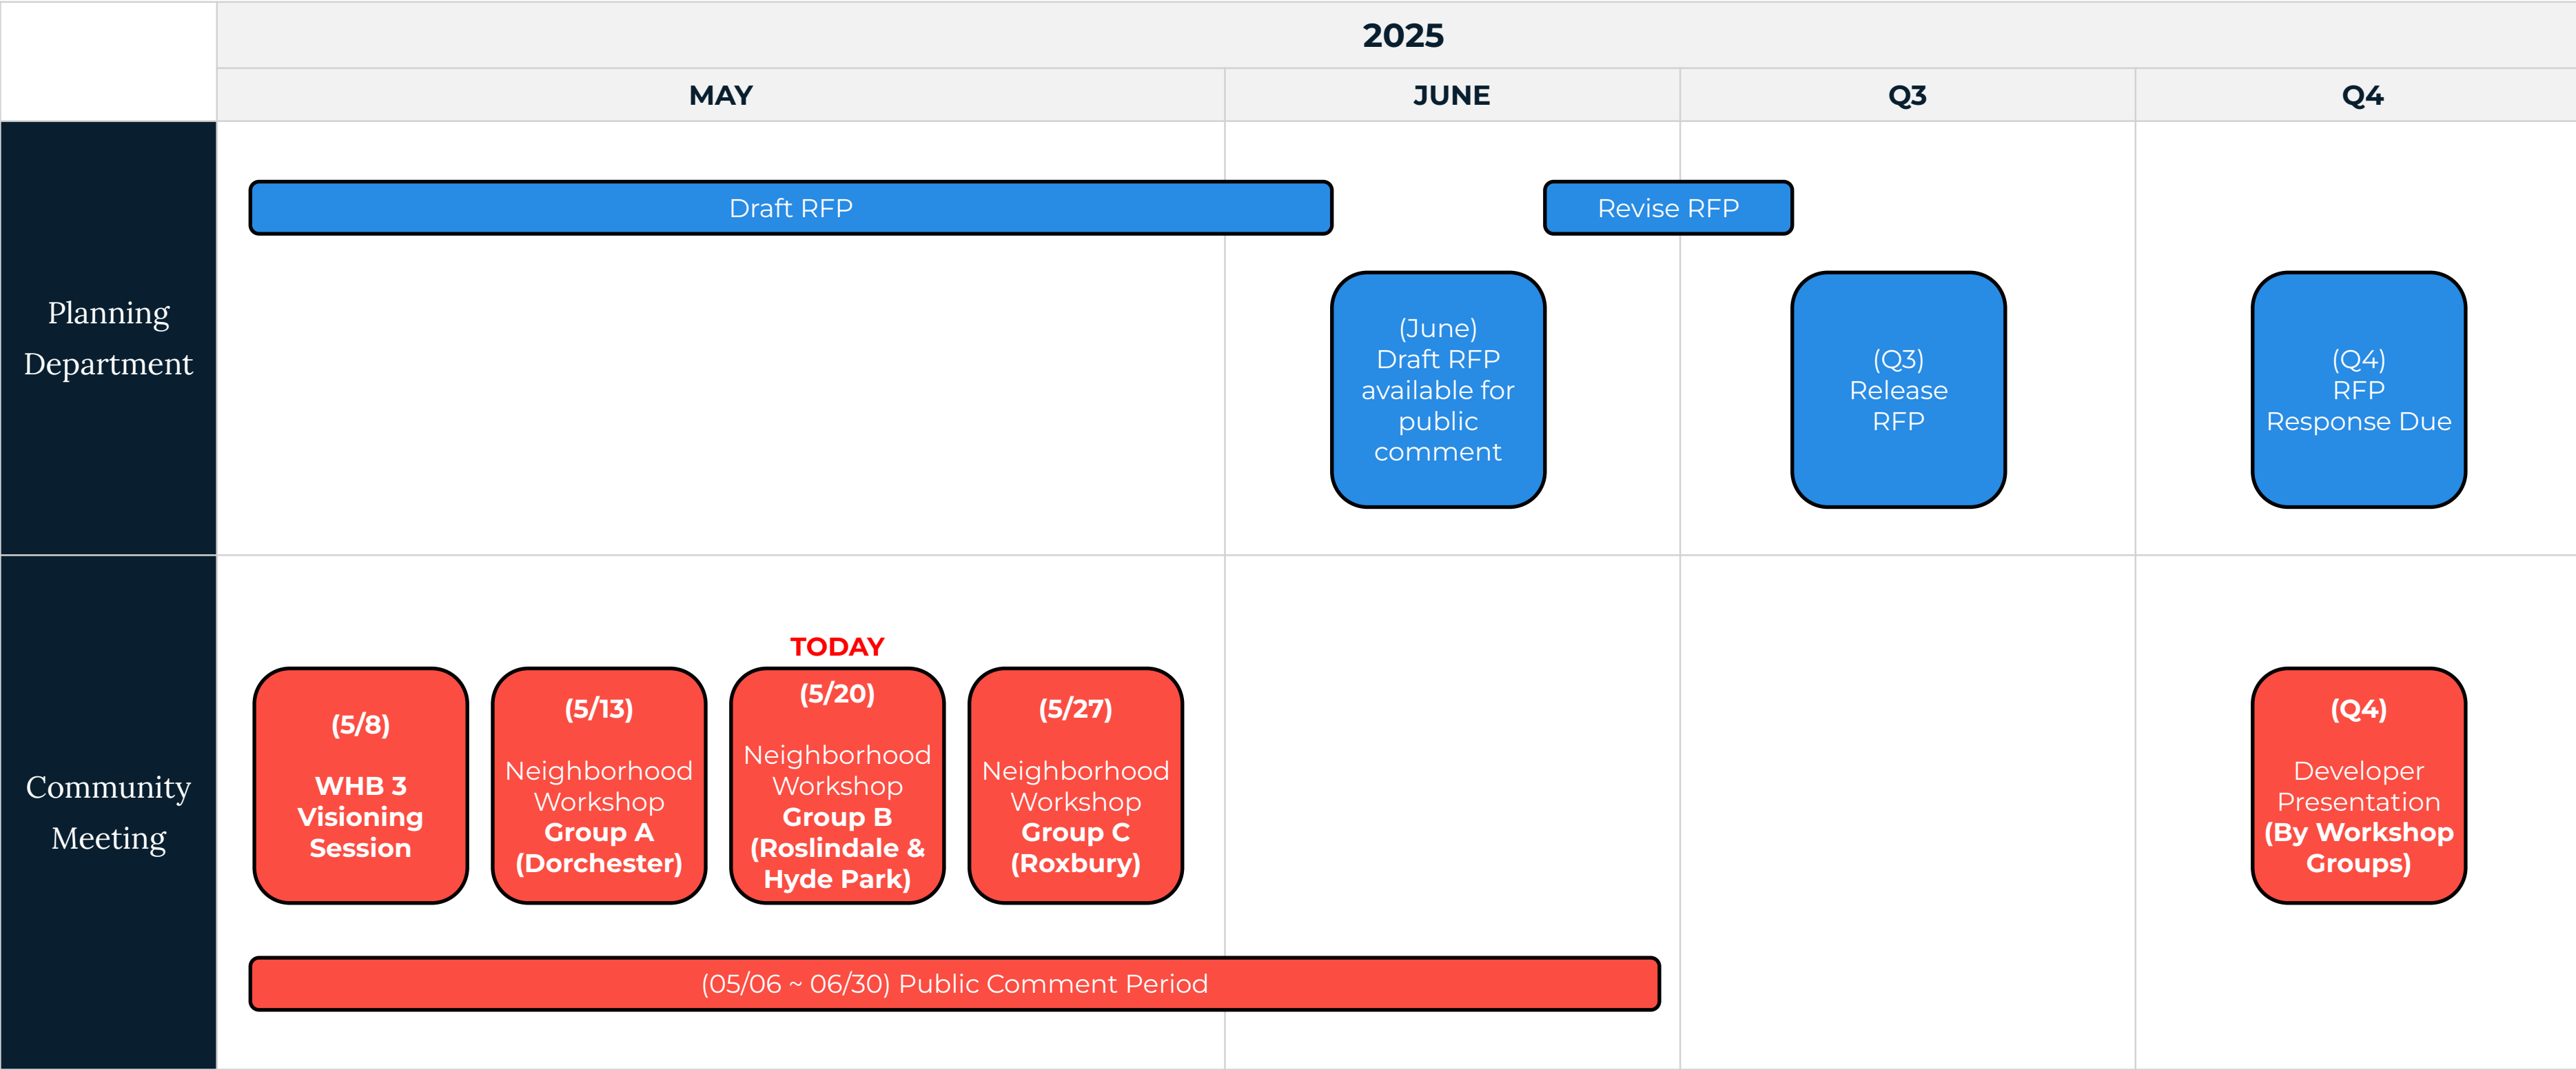 2025
MAY
JUNE
Q3
Q4
Planning
Department
Draft RFP
Revise RFP
(June)
Draft RFP
available for
public
comment
(Q3)
Release
RFP
(Q4)
RFP
Response Due
Community
Meeting
TODAY
(5/8)
WHB 3
Visioning
Session
(5/13)
Neighborhood
Workshop
Group A
(Dorchester)
(5/20)
Neighborhood
Workshop
Group B
(Roslindale &
Hyde Park)
(5/27)
Neighborhood
Workshop
Group C
(Roxbury)
(Q4)
Developer
Presentation
(By Workshop
Groups)
(05/06 ~ 06/30) Public Comment Period